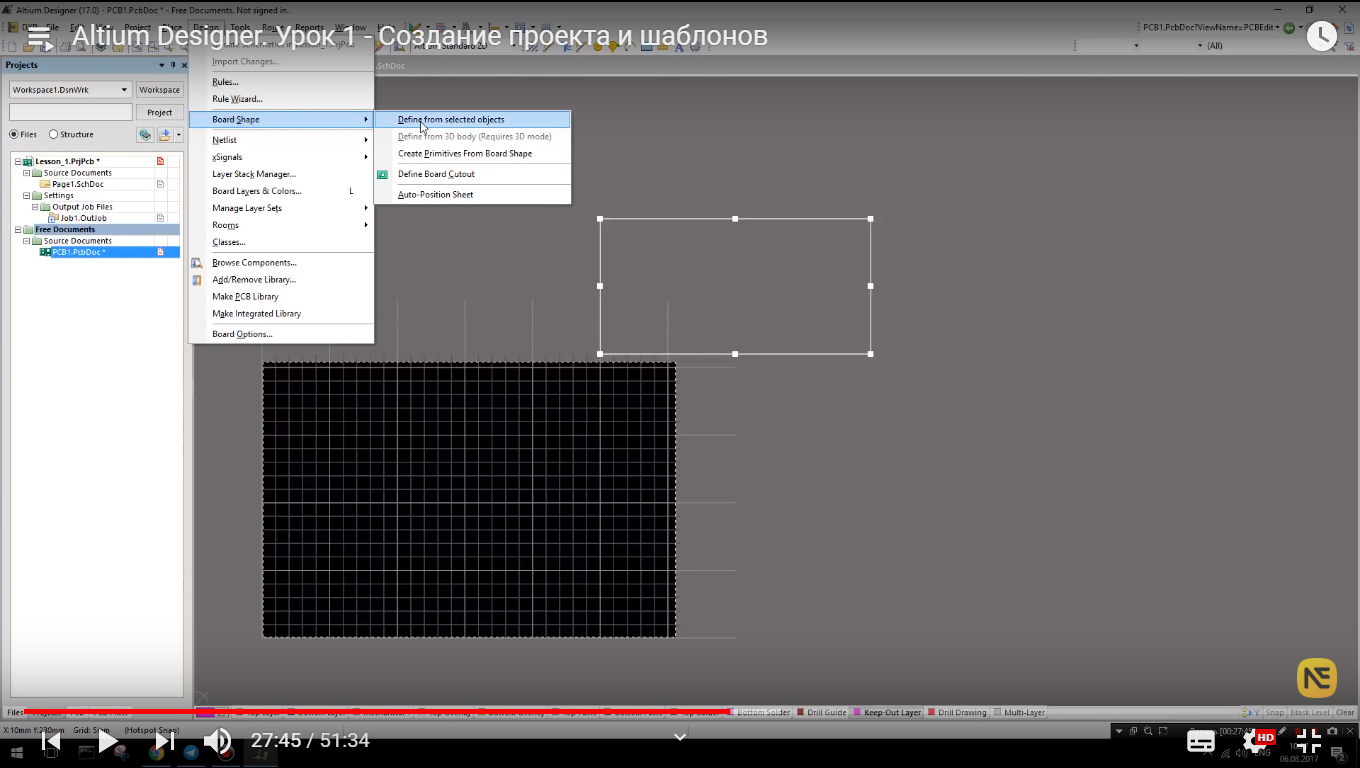 Altium Designer (17.0) - PCB1.PcbDoc * - Free Documents. Not signed in.
Altium Designer. Урок 1 - Создание проекта и шаблонов
PCB1.PcbDoc?ViewName=PCBEdit
(All)
Projects
Workspace1.DsnWrk
Workspace
Project
Files
Structure
Lesson_1.PrjPcb *
Source Documents
Page1.SchDoc
Settings
Output Job Files
Job1.OutJob
Free Documents
Source Documents
PCB1.PcbDoc *
Import Changes...
Rules...
Rule Wizard...
Board Shape
Netlist
xSignals
Layer Stack Manager...
Board Layers & Colors... L
Manage Layer Sets
Rooms
Classes...
Browse Components...
Add/Remove Library...
Make PCB Library
Make Integrated Library
Board Options...
Define from selected objects
Define from 3D body (Requires 3D mode)
Create Primitives From Board Shape
Define Board Cutout
Auto-Position Sheet
Files
Bottom Solder
Drill Guide
Keep-Out Layer
Drill Drawing
Multi-Layer
Snap
Mask Level
Clear
(Hotspot Snap)
27:45 / 51:34
HD
ENG
06.08.2017